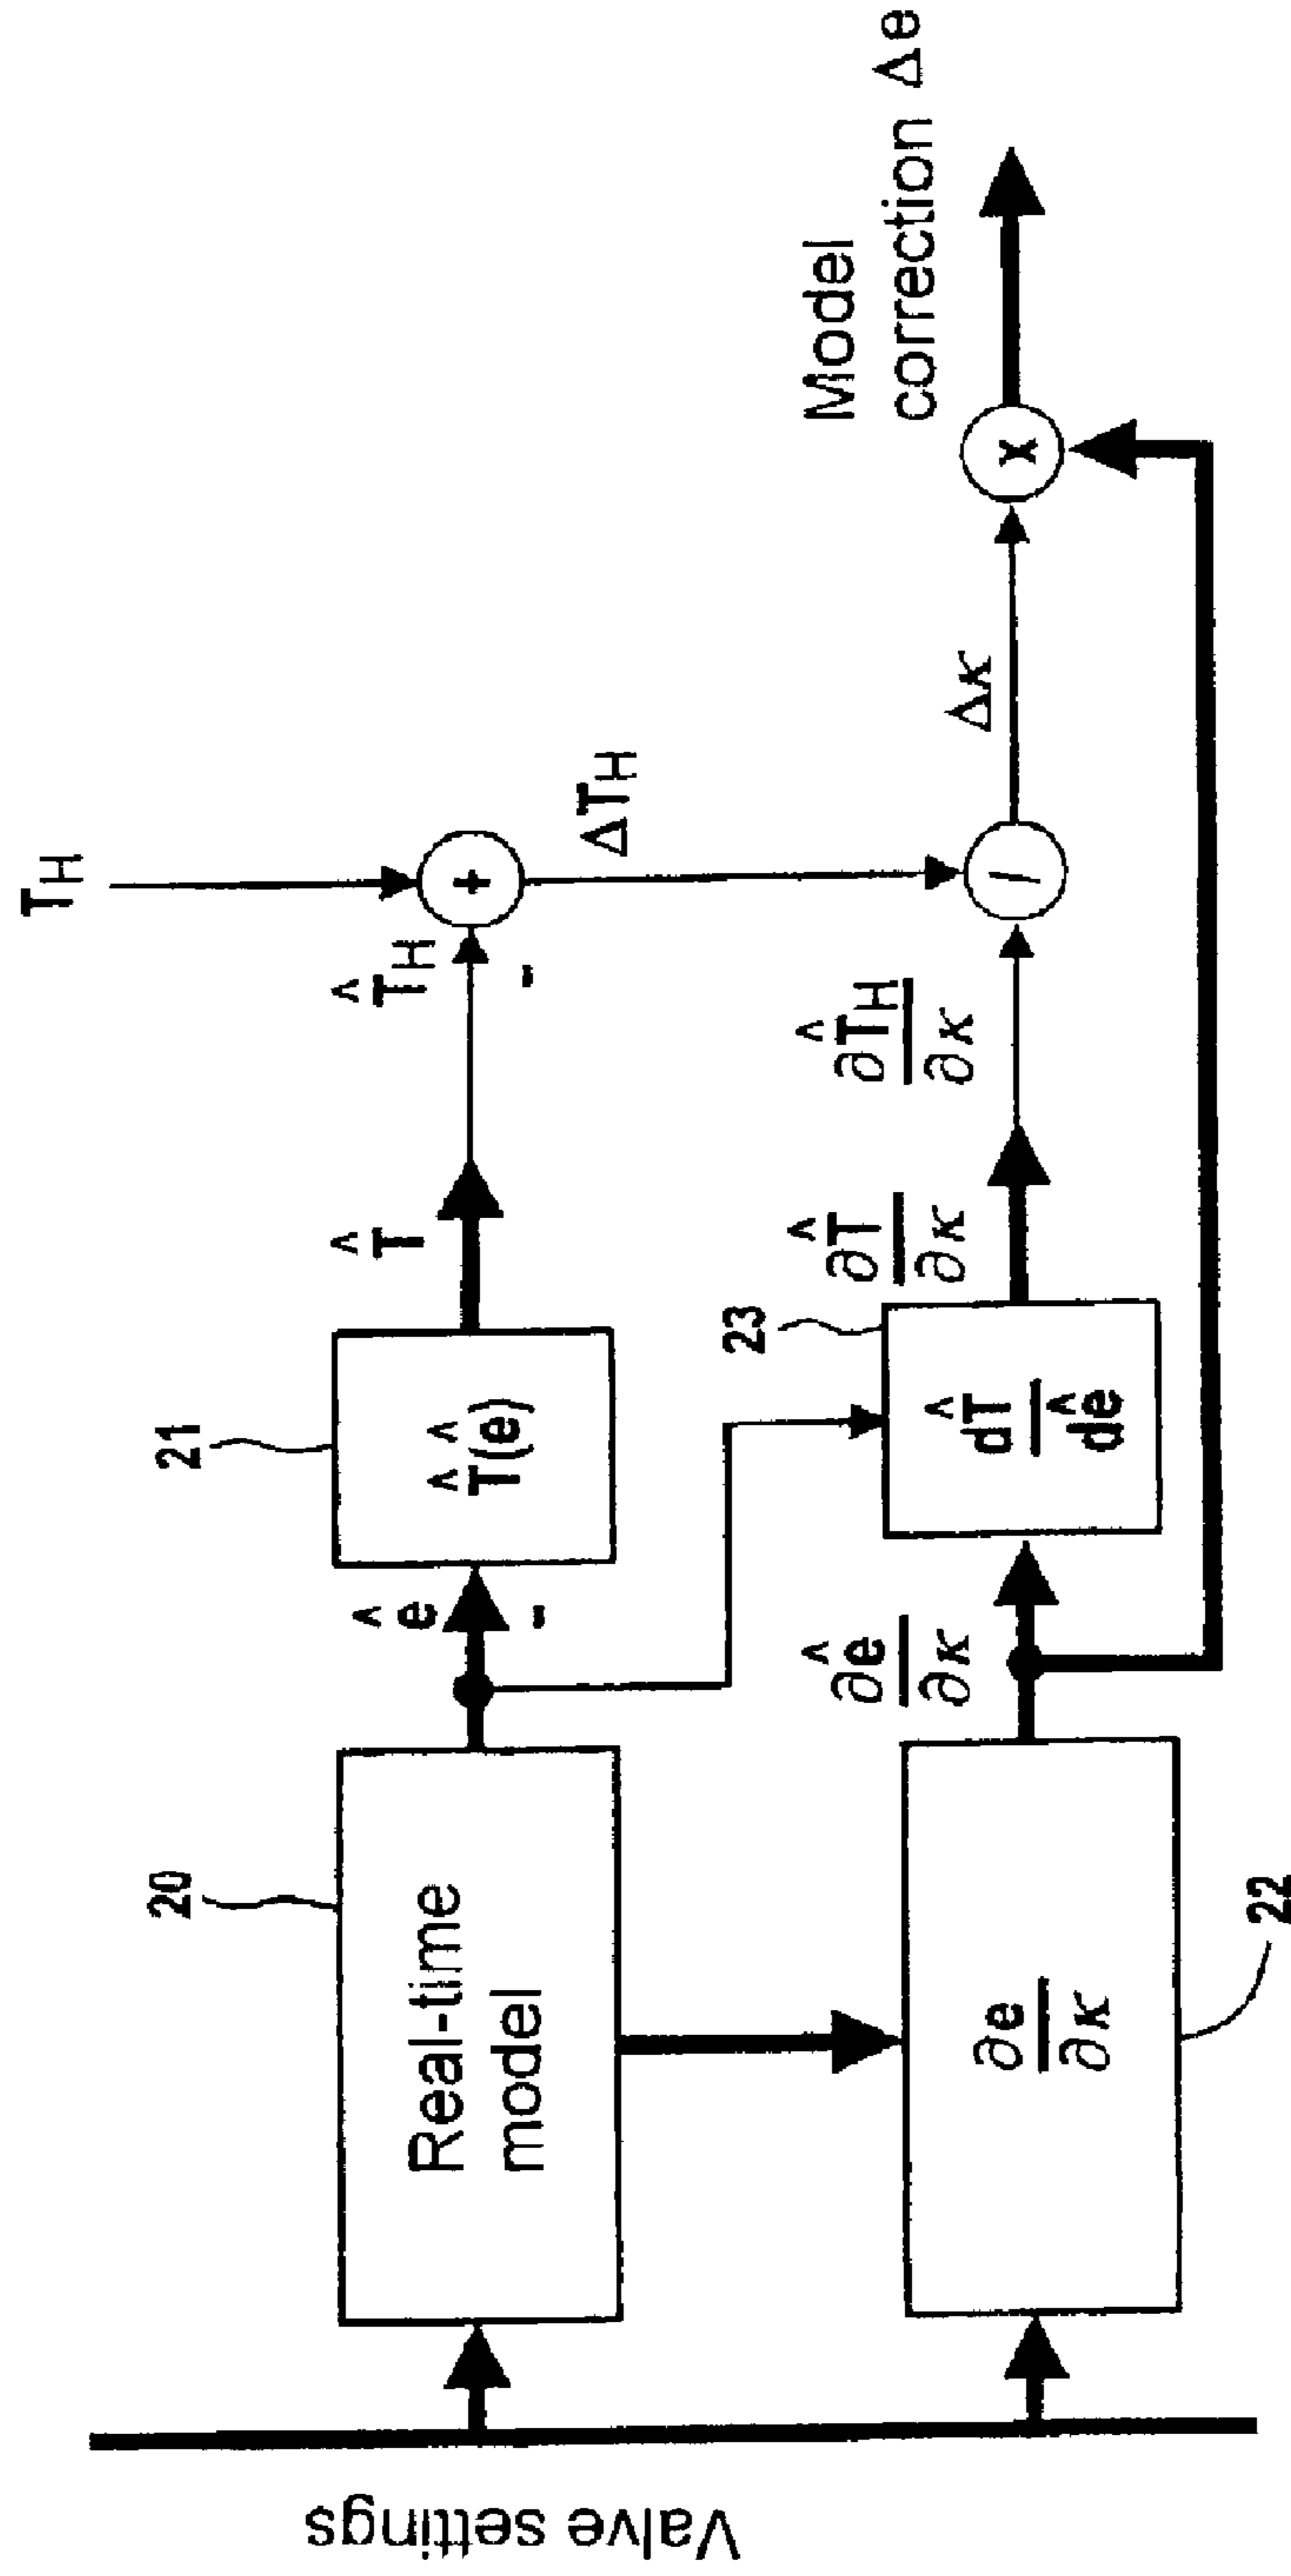 Valve settings
20
Real-time
model
ê
-
21
T̂(ê)
T̂
T̂H
-
TH
+
ΔTH
22
∂e
∂κ
∂ê
∂κ
23
dT̂
dê
∂T̂
∂κ
∂T̂H
∂κ
/
Δκ
x
Model
correction Δe